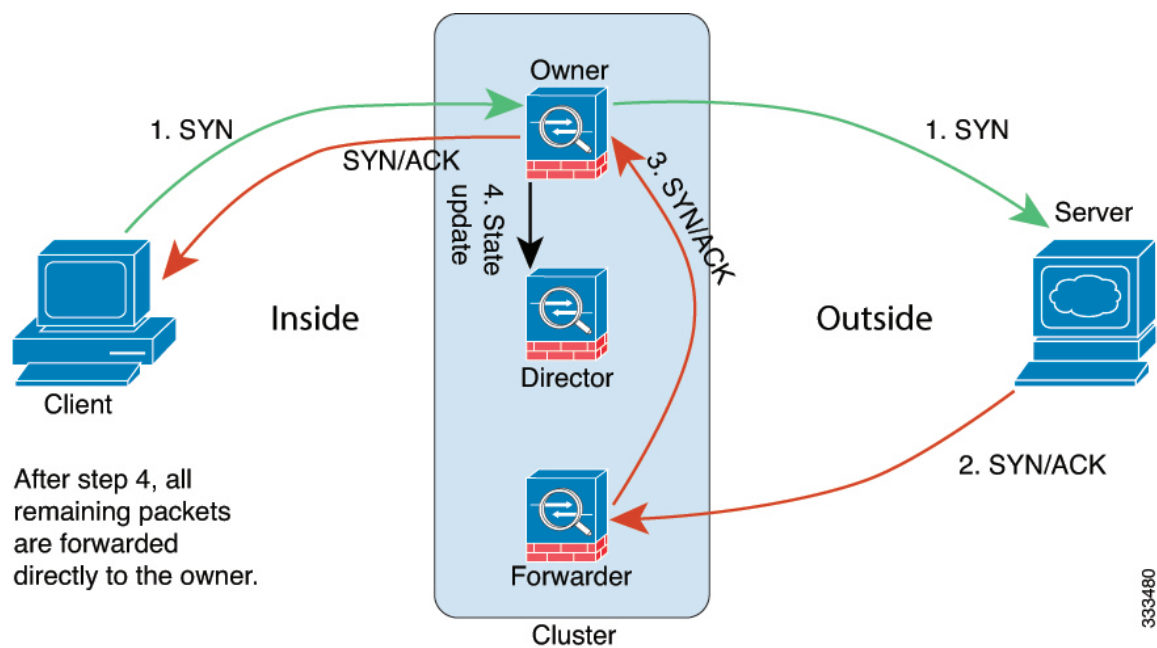 Owner
1. SYN
1. SYN
SYN/ACK
3. SYN/ACK
4. State
update
Server
Inside
Outside
Director
Client
2. SYN/ACK
After step 4, all
remaining packets
are forwarded
directly to the owner.
Forwarder
333480
Cluster